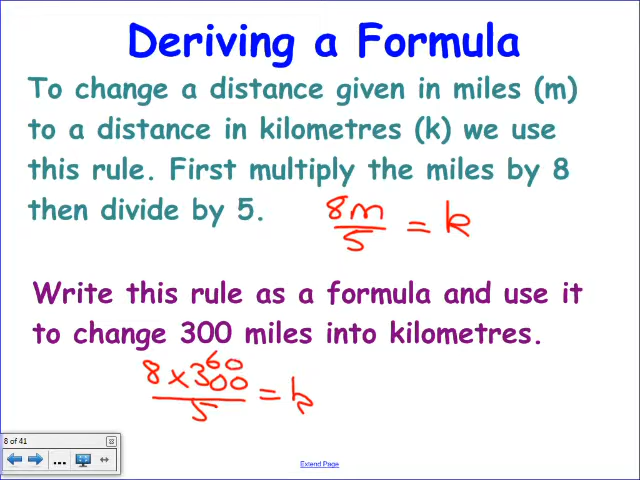 Deriving a Formula
To change a distance given in miles (m)
to a distance in kilometres (k) we use
this rule. First multiply the miles by 8
then divide by 5.
8m/5 = k
Write this rule as a formula and use it
to change 300 miles into kilometres.
60
8 × 300/5 = k
8 of 41
...
Extend Page